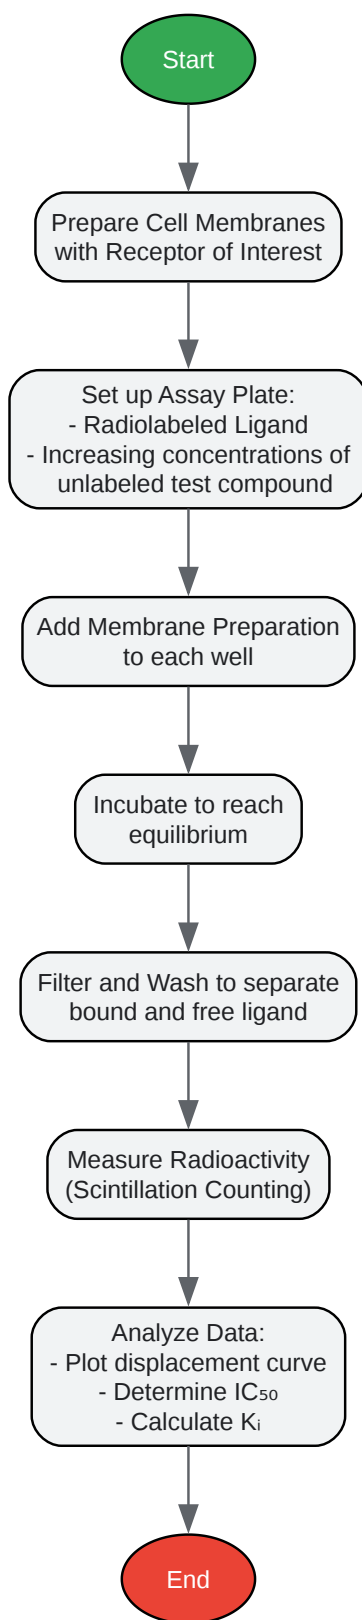 Start
Prepare Cell Membranes
with Receptor of Interest
Set up Assay Plate:
- Radiolabeled Ligand
- Increasing concentrations of
unlabeled test compound
Add Membrane Preparation
to each well
Incubate to reach
equilibrium
Filter and Wash to separate
bound and free ligand
Measure Radioactivity
(Scintillation Counting)
Analyze Data:
- Plot displacement curve
- Determine IC₅₀
- Calculate Kᵢ
End